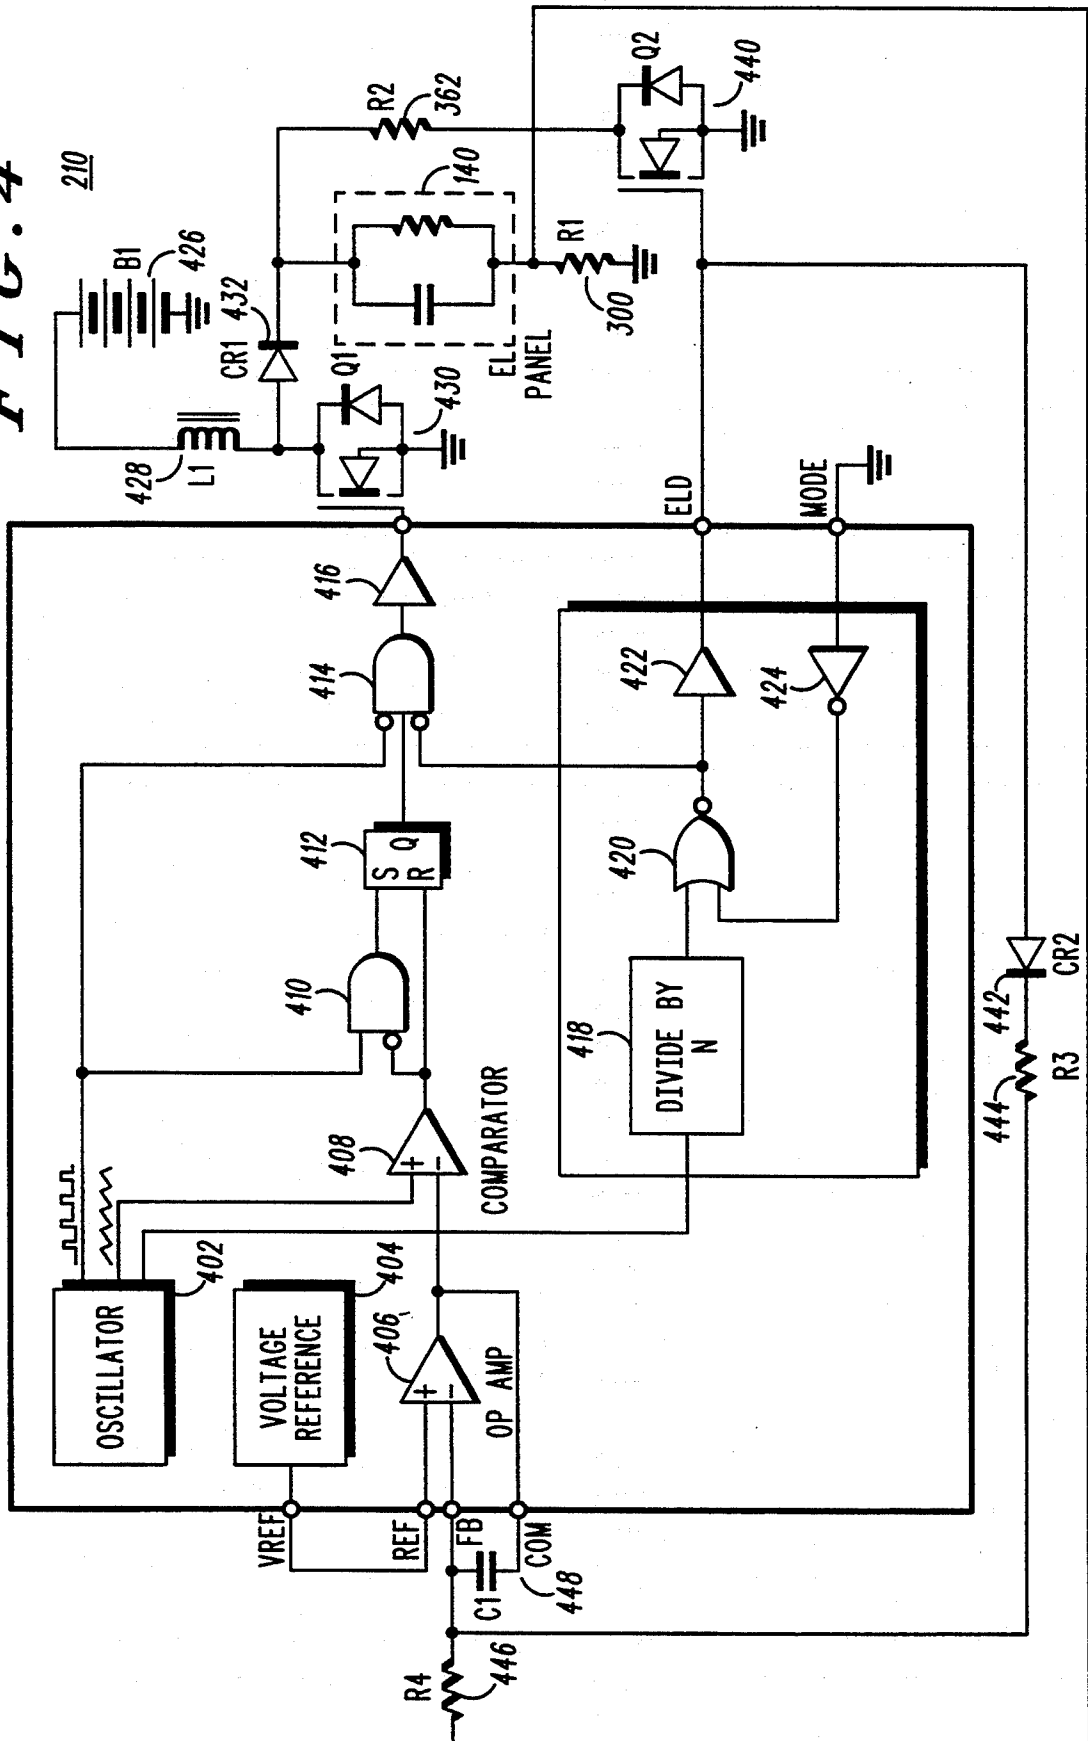 FIG. 4
210
B1
426
428
L1
CR1
432
R2
362
140
EL
PANEL
Q1
430
R1
300
Q2
440
416
414
412
S
Q
R
410
408
COMPARATOR
OSCILLATOR
402
VOLTAGE
REFERENCE
404
406
OP AMP
VREF
REF
FB
COM
C1
448
R4
446
418
DIVIDE BY
N
420
422
424
ELD
MODE
442
CR2
444
R3